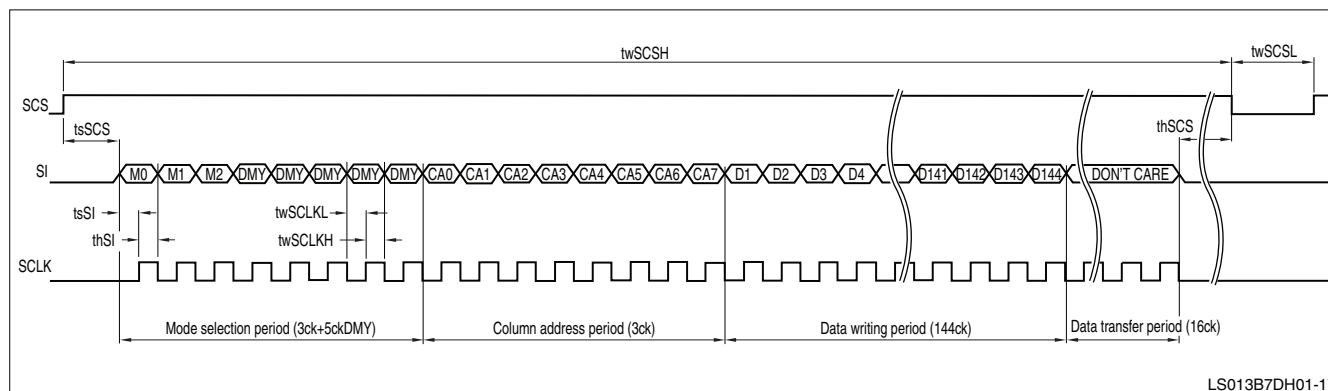 twSCSH
twSCSL
SCS
tsSCS
thSCS
SI
M0 M1 M2 DMY DMY DMY DMY DMY CA0 CA1 CA2 CA3 CA4 CA5 CA6 CA7 D1 D2 D3 D4 D141 D142 D143 D144 DON'T CARE
tsSI
twSCLKL
thSI
twSCLKH
SCLK
Mode selection period (3ck+5ckDMY)
Column address period (3ck)
Data writing period (144ck)
Data transfer period (16ck)
LS013B7DH01-1